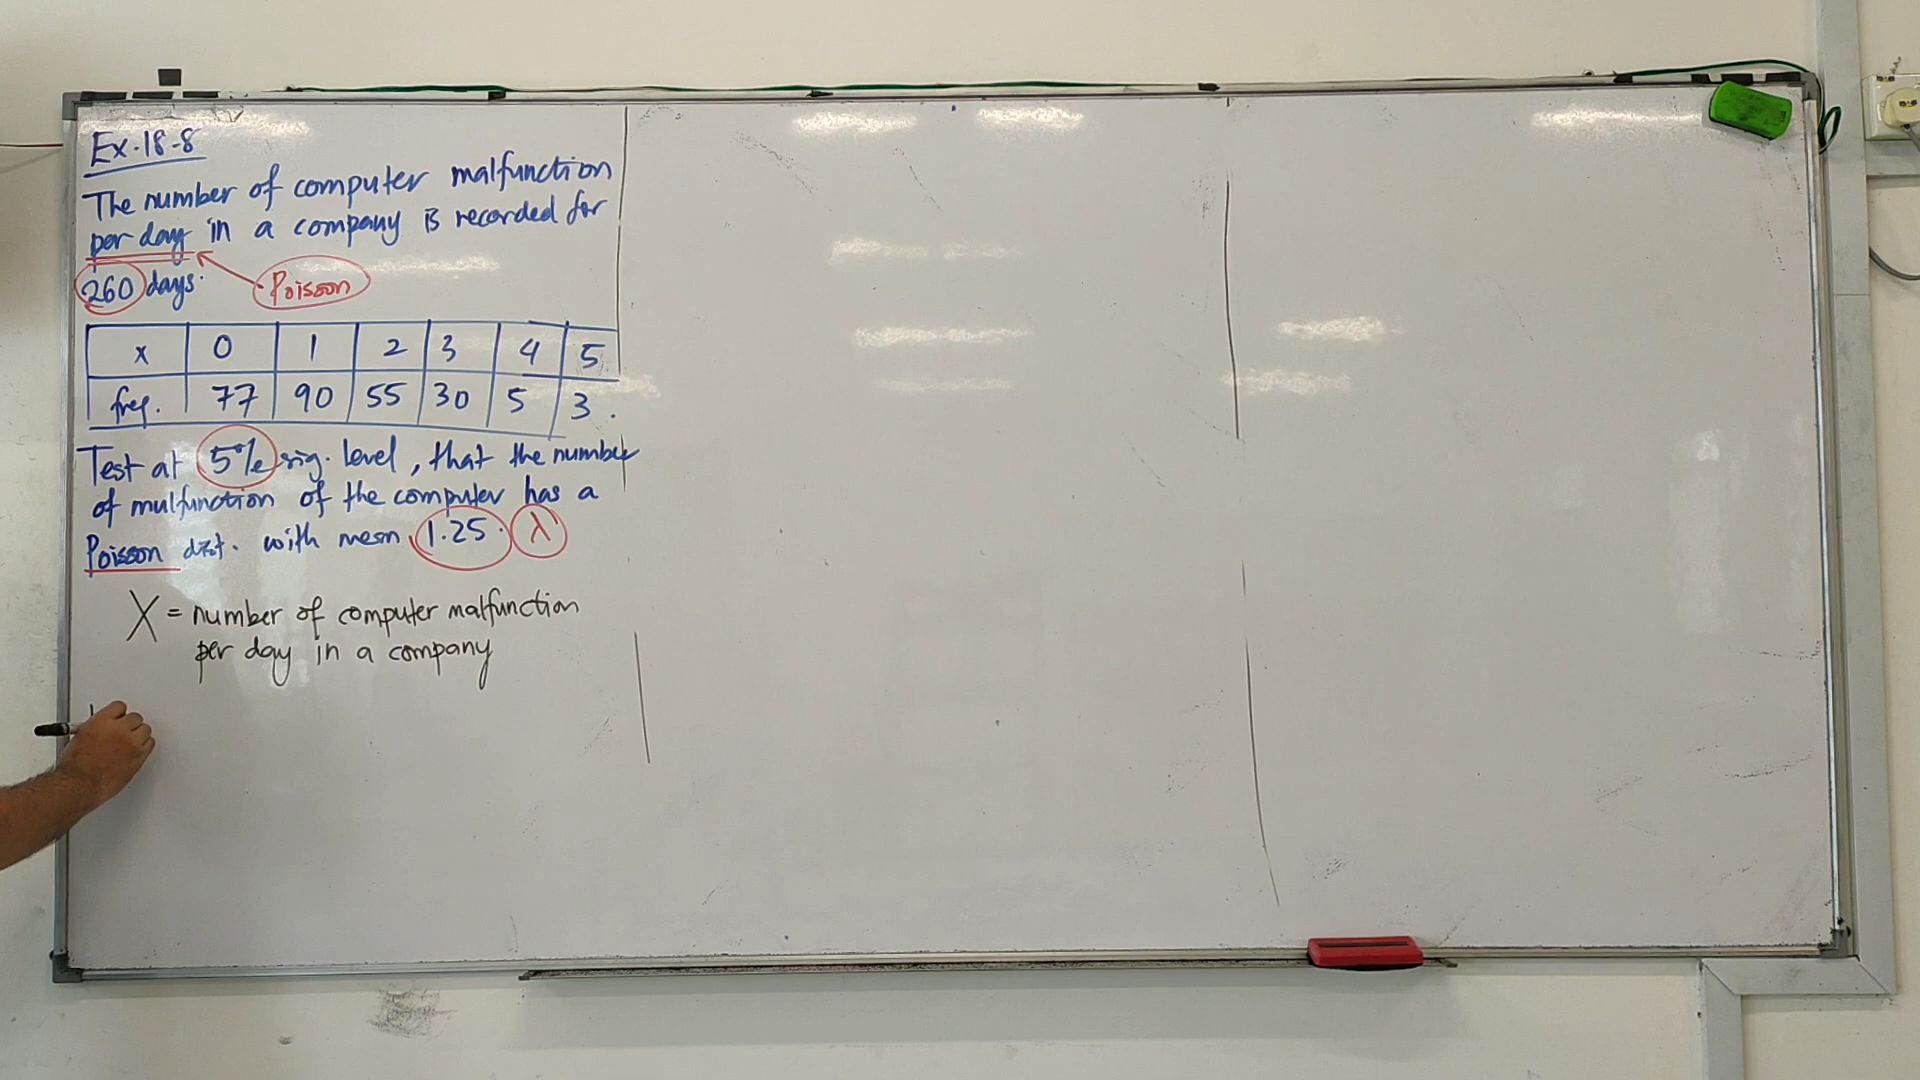 Ex.18-8
The number of computer malfunction
per day in a company is recorded for
260 days.
Poisson
x 0 1 2 3 4 5
freq. 77 90 55 30 5 3.
Test at 5% sig. level, that the number
of mulfunction of the computer has a
Poisson dist. with mean 1.25. λ
X = number of computer malfunction
per day in a company